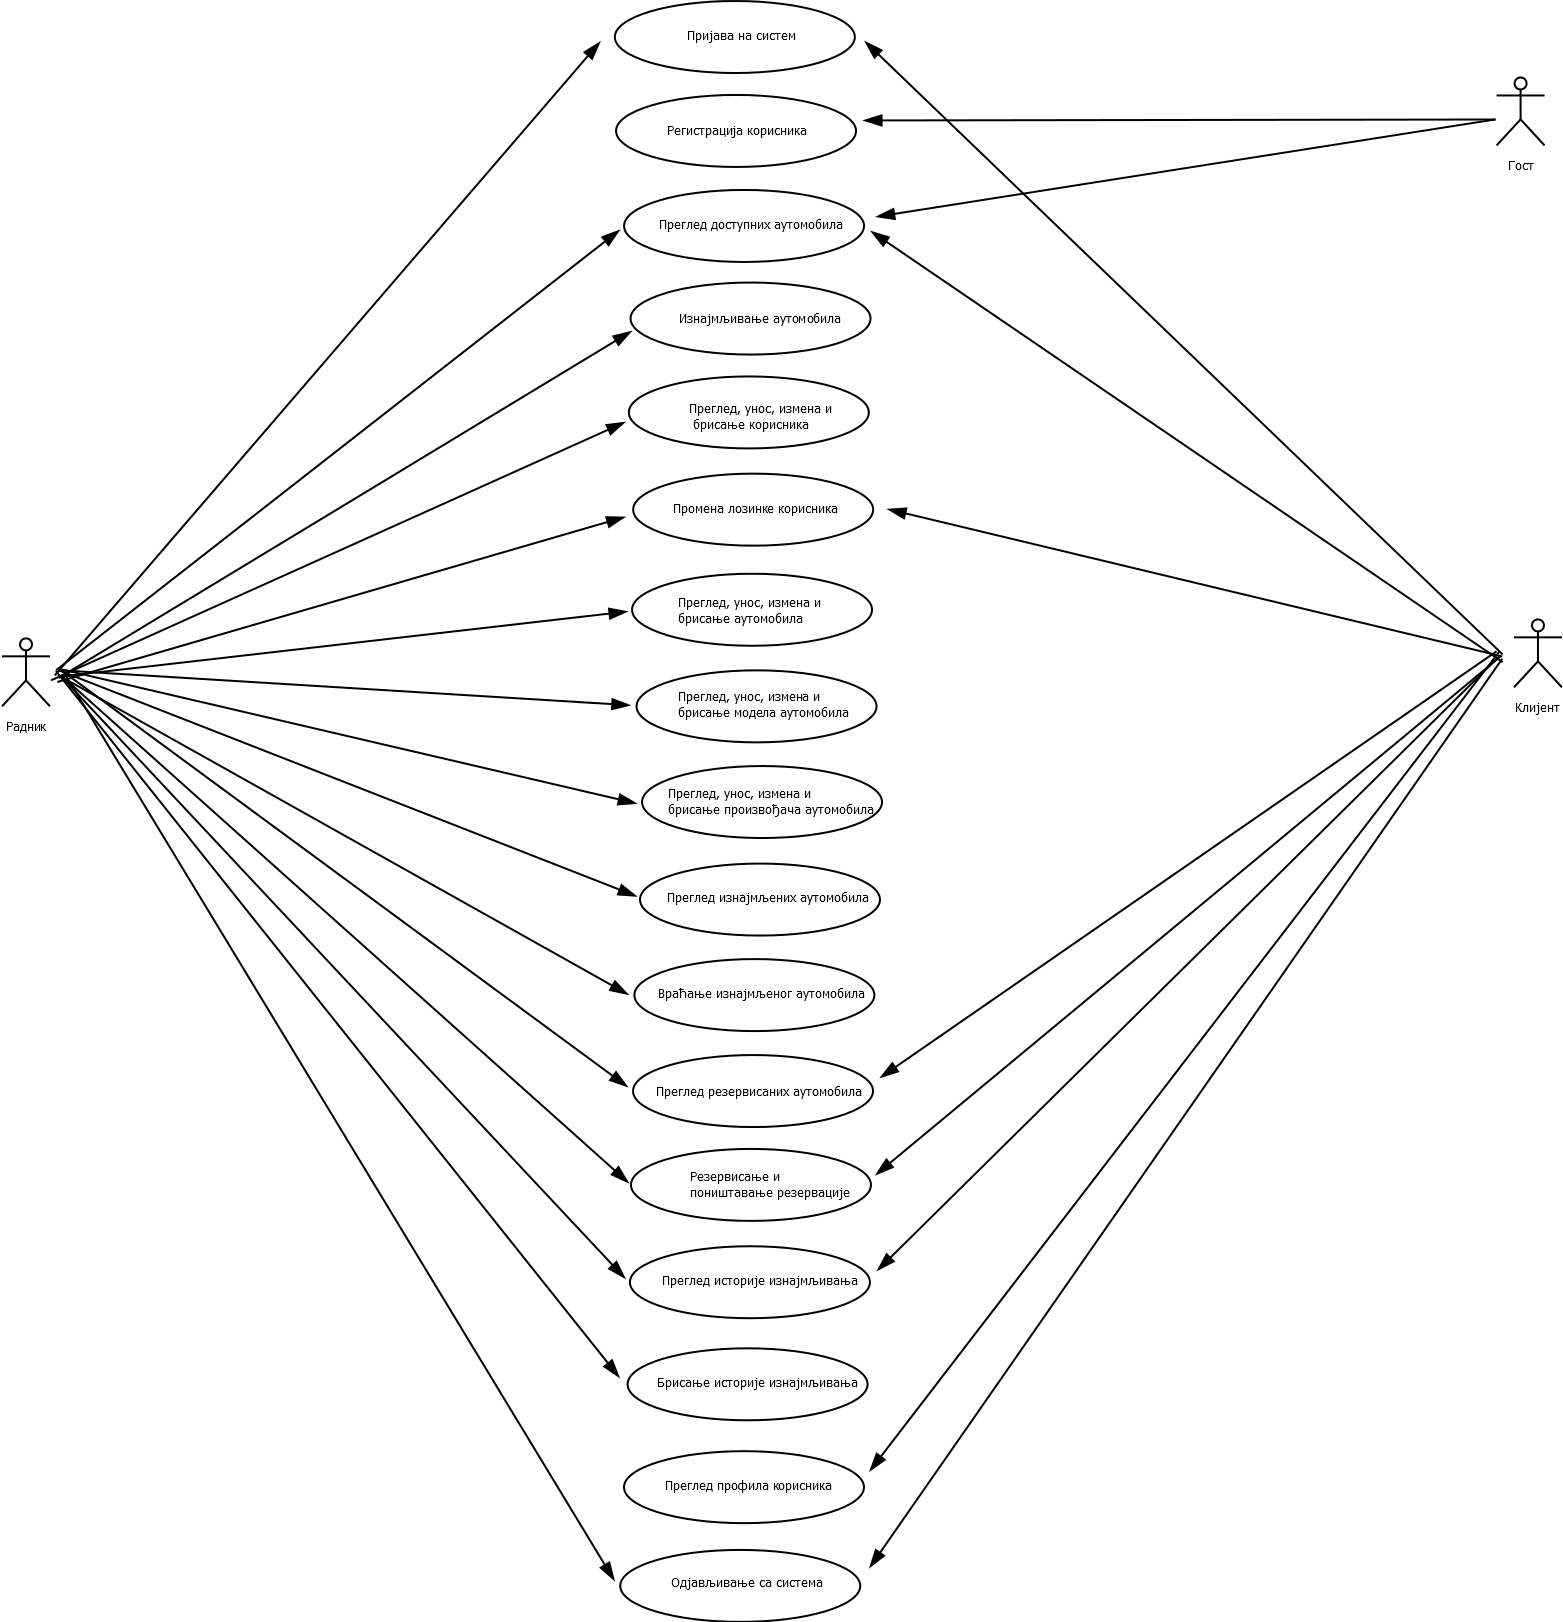 Пријава на систем
Регистрација корисника
Гост
Преглед доступних аутомобила
Изнајмљивање аутомобила
Преглед, унос, измена и
брисање корисника
Промена лозинке корисника
Преглед, унос, измена и
брисање аутомобила
Преглед, унос, измена и
брисање модела аутомобила
Радник
Клијент
Преглед, унос, измена и
брисање произвођача аутомобила
Преглед изнајмљених аутомобила
Враћање изнајмљеног аутомобила
Преглед резервисаних аутомобила
Резервисање и
поништавање резервације
Преглед историје изнајмљивања
Брисање историје изнајмљивања
Преглед профила корисника
Одјављивање са система